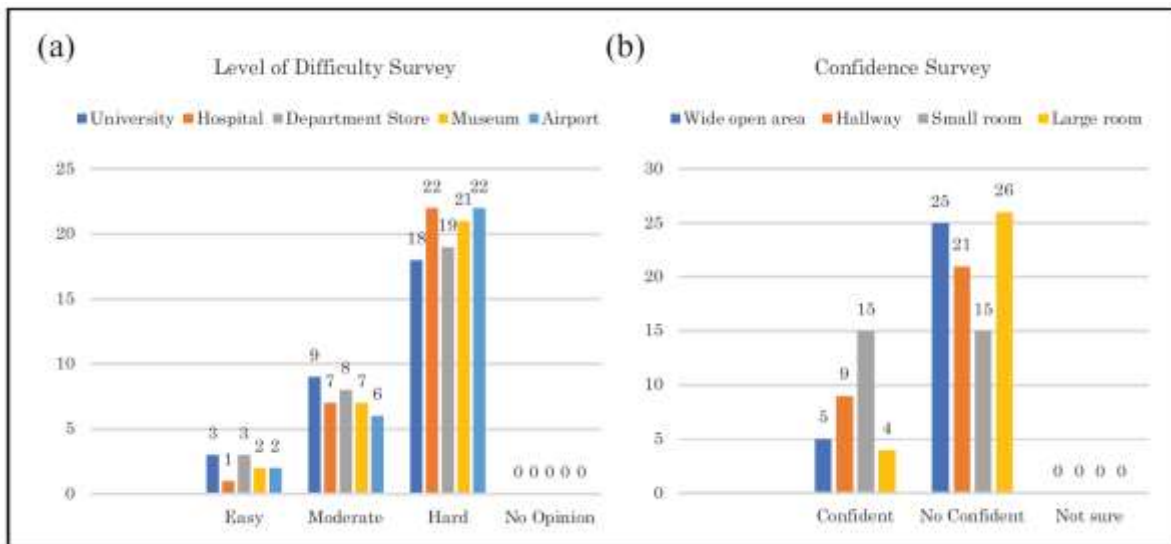 (a)
Level of Difficulty Survey
University Hospital Department Store Museum Airport
25
20
15
10
5
0
3 1 3 2 2
9 7 8 7 6
18 22 19 21 22
0 0 0 0 0
Easy Moderate Hard No Opinion
(b)
Confidence Survey
Wide open area Hallway Small room Large room
30
25
20
15
10
5
0
5 9 15 4
25 21 15 26
0 0 0 0
Confident No Confident Not sure